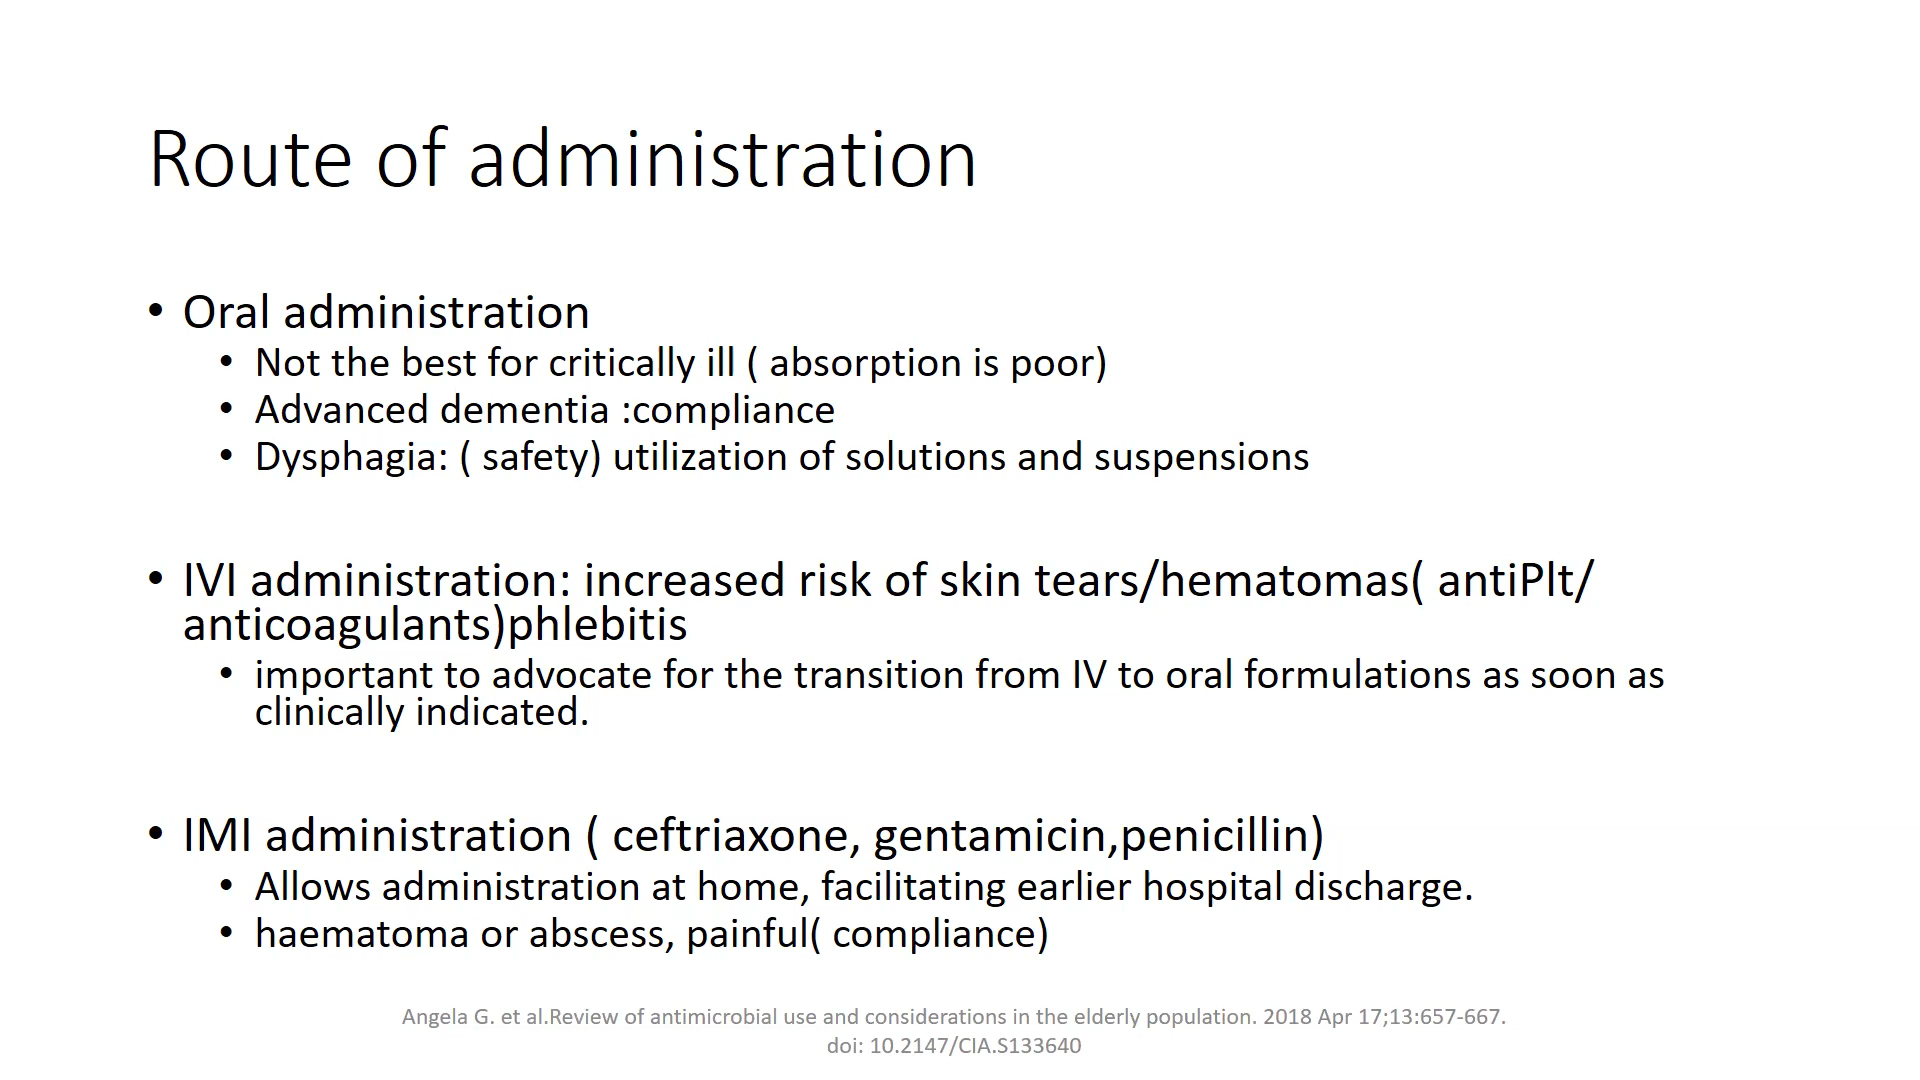 Route of administration
• Oral administration
• Not the best for critically ill ( absorption is poor)
• Advanced dementia :compliance
• Dysphagia: ( safety) utilization of solutions and suspensions
• IVI administration: increased risk of skin tears/hematomas( antiPlt/
anticoagulants)phlebitis
• important to advocate for the transition from IV to oral formulations as soon as
clinically indicated.
• IMI administration ( ceftriaxone, gentamicin,penicillin)
• Allows administration at home, facilitating earlier hospital discharge.
• haematoma or abscess, painful( compliance)
Angela G. et al.Review of antimicrobial use and considerations in the elderly population. 2018 Apr 17;13:657-667.
doi: 10.2147/CIA.S133640